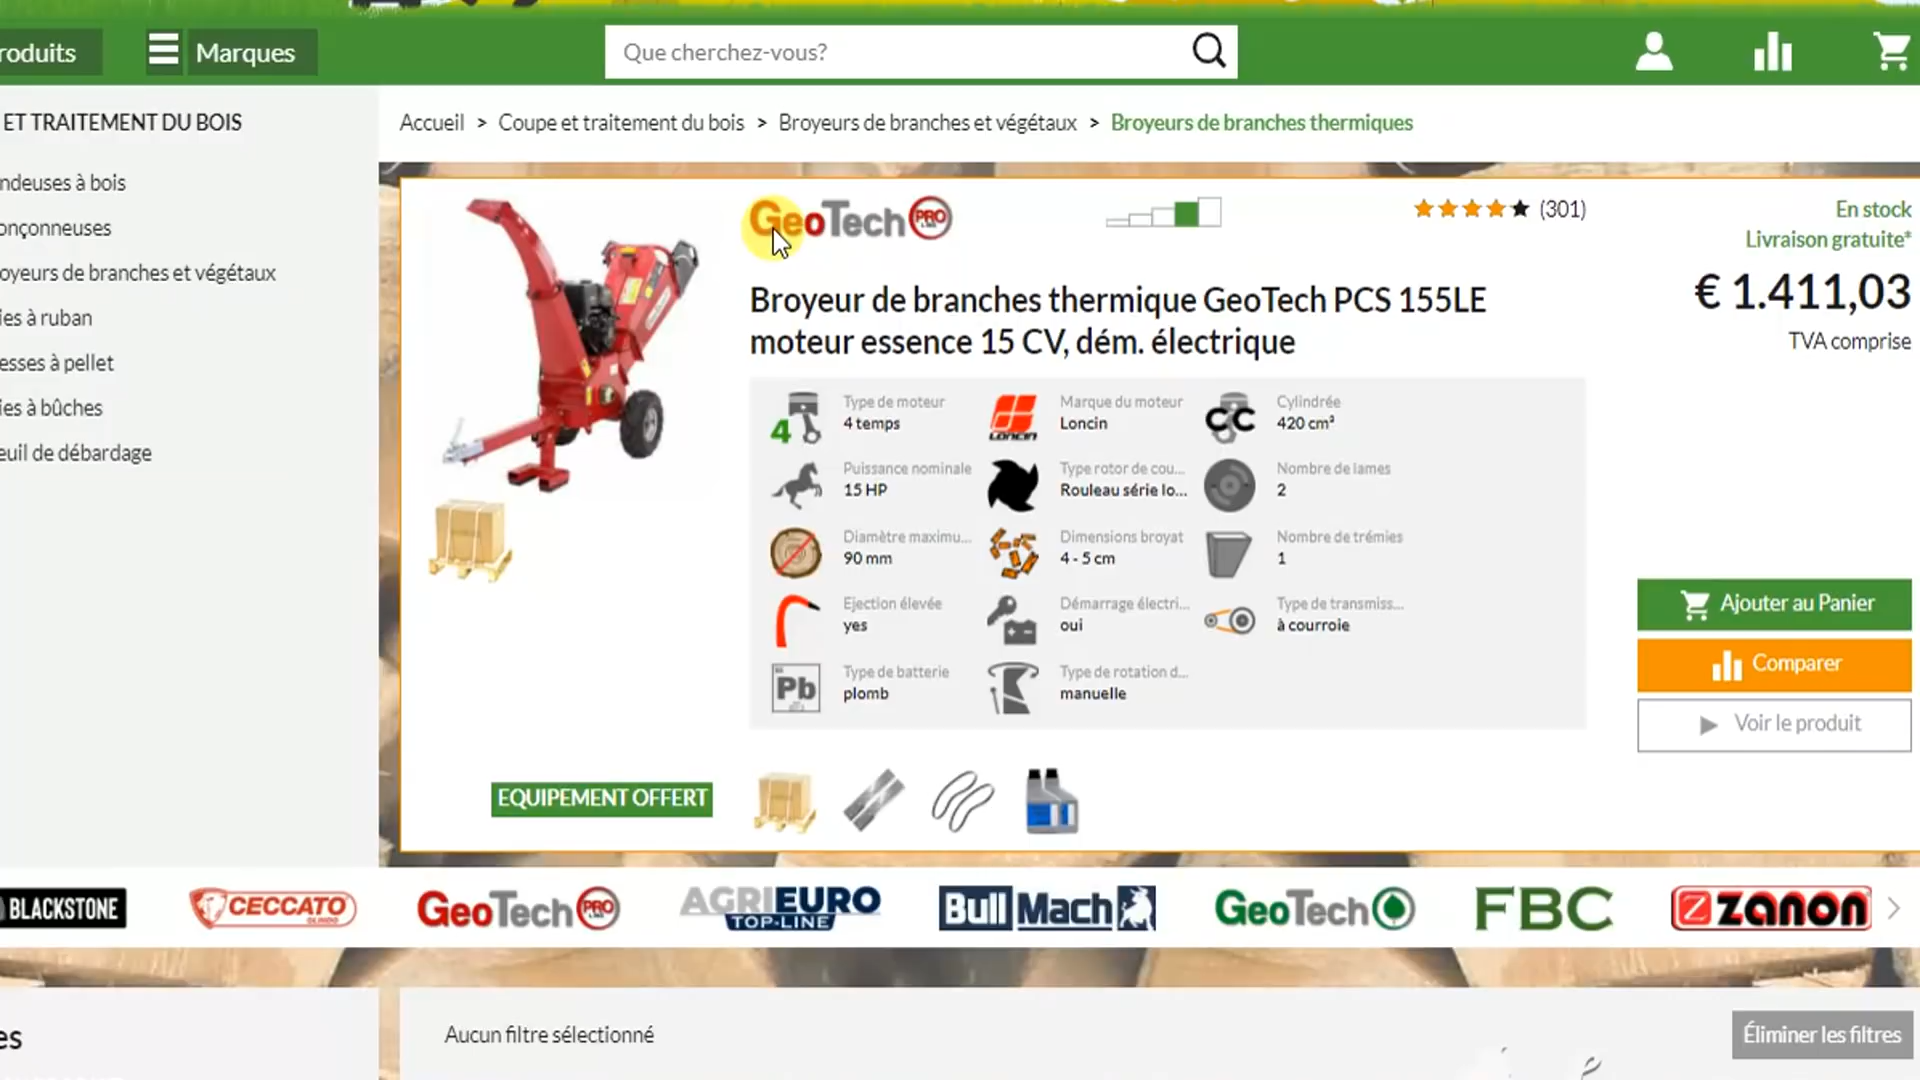 roduits
Marques
Que cherchez-vous?
ET TRAITEMENT DU BOIS
ndeuses à bois
onçonneuses
oyeurs de branches et végétaux
ies à ruban
esses à pellet
ies à bûches
euil de débardage
Accueil > Coupe et traitement du bois > Broyeurs de branches et végétaux > Broyeurs de branches thermiques
GeoTech PRO
(301)
En stock
Livraison gratuite*
€ 1.411,03
TVA comprise
Broyeur de branches thermique GeoTech PCS 155LE
moteur essence 15 CV, dém. électrique
4
Type de moteur
4 temps
LONCIN
Marque du moteur
Loncin
CC
Cylindrée
420 cm³
Puissance nominale
15 HP
Type rotor de cou...
Rouleau série lo...
Nombre de lames
2
Diamètre maximu...
90 mm
Dimensions broyat
4 - 5 cm
Nombre de trémies
1
Ejection élevée
yes
Démarrage électri...
oui
Type de transmiss...
à courroie
Pb
Type de batterie
plomb
Type de rotation d...
manuelle
Ajouter au Panier
Comparer
Voir le produit
EQUIPEMENT OFFERT
BLACKSTONE
CECCATO OLINDO
GeoTech PRO
AGRIEURO
TOP-LINE
BullMach
GeoTech
FBC
ZANON
es
Aucun filtre sélectionné
Éliminer les filtres